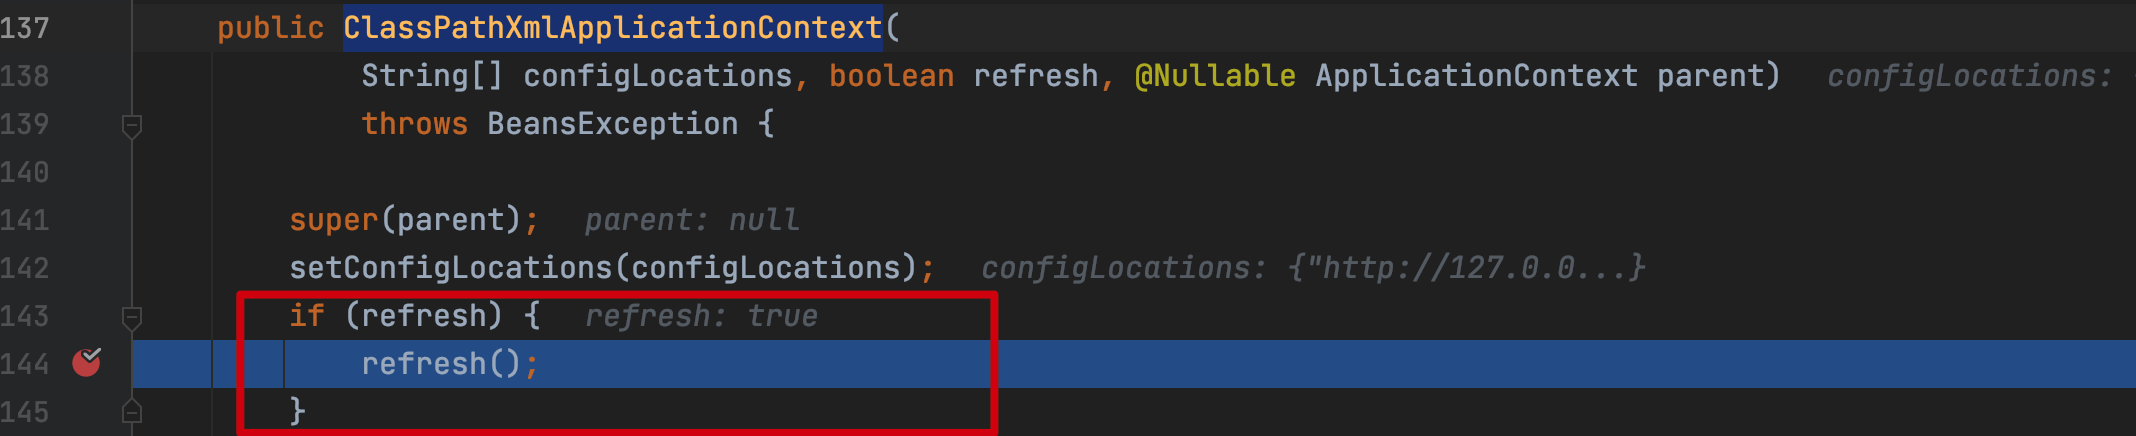 137 public ClassPathXmlApplicationContext(
138 String[] configLocations, boolean refresh, @Nullable ApplicationContext parent) configLocations:
139 throws BeansException {
140
141 super(parent); parent: null
142 setConfigLocations(configLocations); configLocations: {"http://127.0.0...}
143 if (refresh) { refresh: true
144 refresh();
145 }